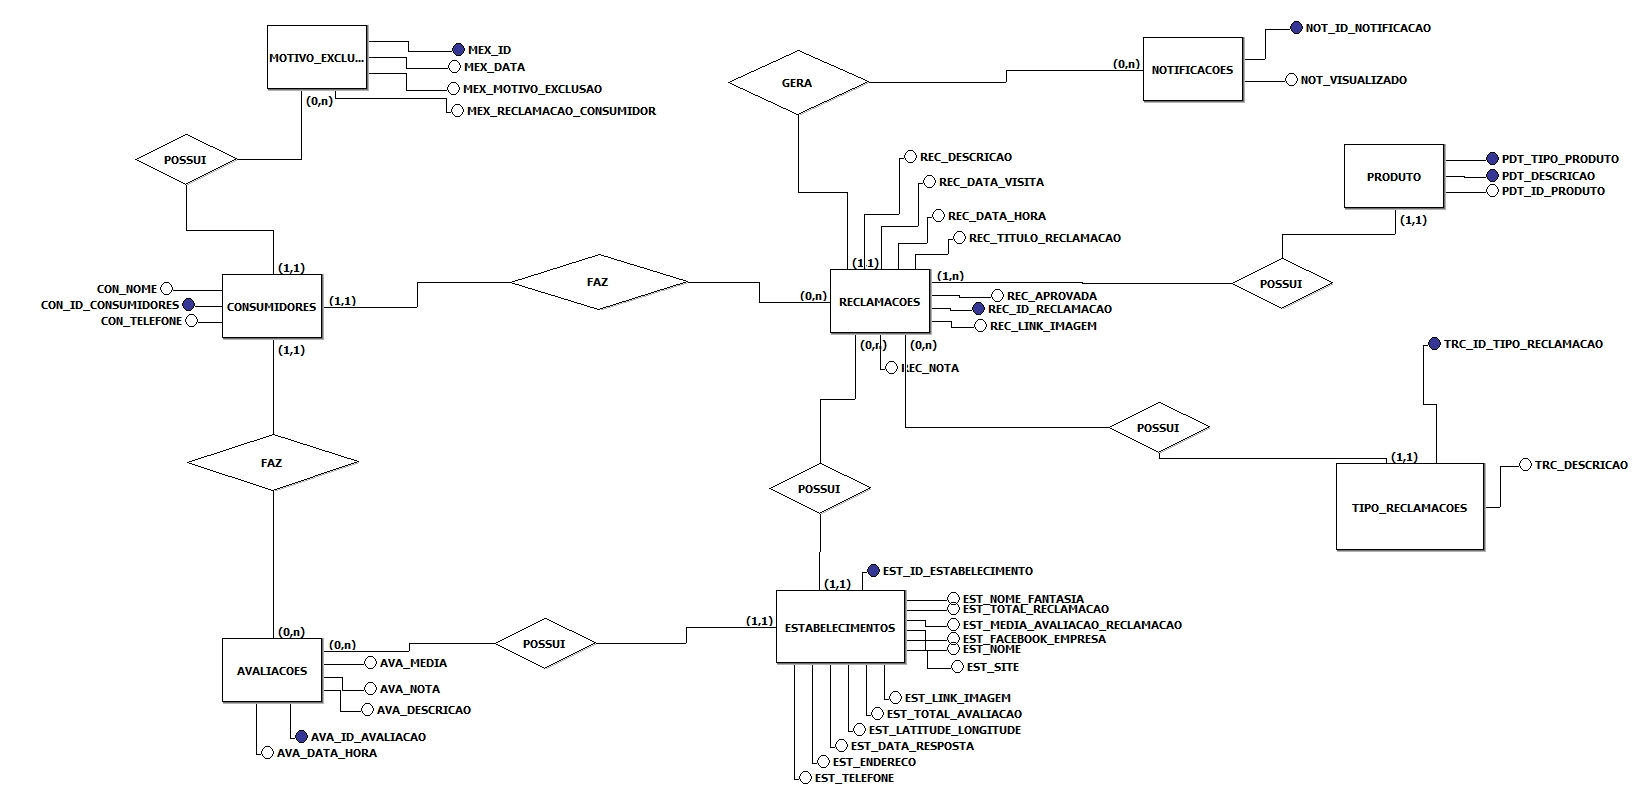 MOTIVO_EXCLU...
MEX_ID
MEX_DATA
MEX_MOTIVO_EXCLUSAO
MEX_RECLAMACAO_CONSUMIDOR
(0,n)
POSSUI
GERA
(0,n)
NOTIFICACOES
NOT_ID_NOTIFICACAO
NOT_VISUALIZADO
PRODUTO
PDT_TIPO_PRODUTO
PDT_DESCRICAO
PDT_ID_PRODUTO
(1,1)
POSSUI
REC_DESCRICAO
REC_DATA_VISITA
REC_DATA_HORA
REC_TITULO_RECLAMACAO
(1,1)
(1,n)
(0,n)
RECLAMACOES
REC_APROVADA
REC_ID_RECLAMACAO
REC_LINK_IMAGEM
(0,n)
(0,n)
REC_NOTA
(1,1)
CON_NOME
CON_ID_CONSUMIDORES
CON_TELEFONE
CONSUMIDORES
(1,1)
(1,1)
FAZ
FAZ
TRC_ID_TIPO_RECLAMACAO
POSSUI
(1,1)
TRC_DESCRICAO
TIPO_RECLAMACOES
POSSUI
(1,1)
EST_ID_ESTABELECIMENTO
(1,1)
ESTABELECIMENTOS
EST_NOME_FANTASIA
EST_TOTAL_RECLAMACAO
EST_MEDIA_AVALIACAO_RECLAMACAO
EST_FACEBOOK_EMPRESA
EST_NOME
EST_SITE
EST_LINK_IMAGEM
EST_TOTAL_AVALIACAO
EST_LATITUDE_LONGITUDE
EST_DATA_RESPOSTA
EST_ENDERECO
EST_TELEFONE
POSSUI
(0,n)
(0,n)
AVALIACOES
AVA_MEDIA
AVA_NOTA
AVA_DESCRICAO
AVA_ID_AVALIACAO
AVA_DATA_HORA